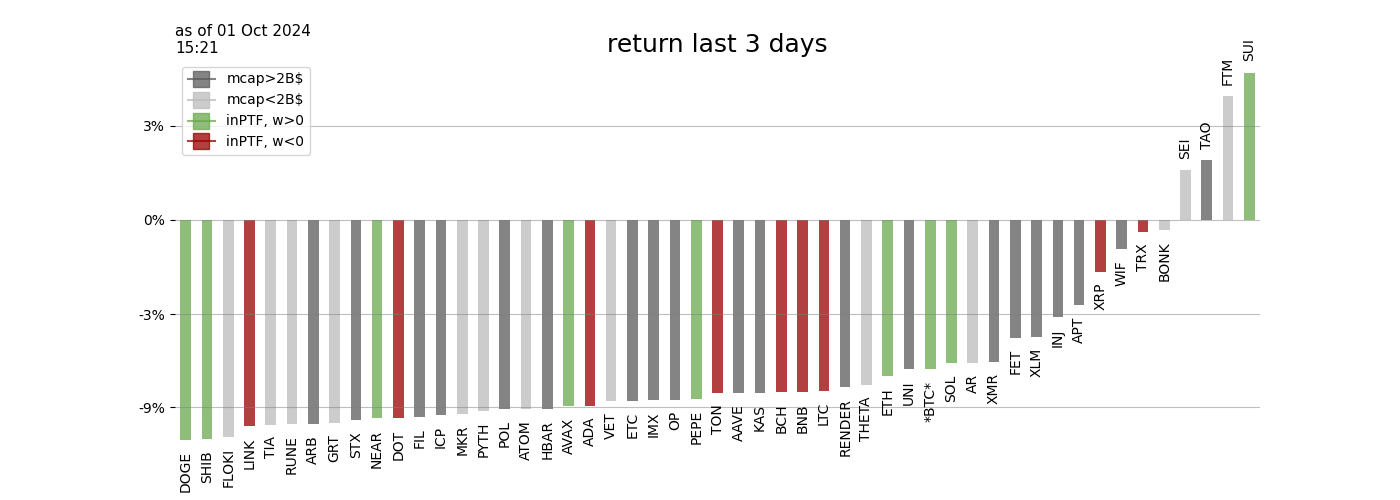 as of 01 Oct 2024
15:21
return last 3 days
mcap>2B$
mcap<2B$
inPTF, w>0
inPTF, w<0
3%
0%
-3%
-9%
DOGE
SHIB
FLOKI
LINK
TIA
RUNE
ARB
GRT
STX
NEAR
DOT
FIL
ICP
MKR
PYTH
POL
ATOM
HBAR
AVAX
ADA
VET
ETC
IMX
OP
PEPE
TON
AAVE
KAS
BCH
BNB
LTC
RENDER
THETA
ETH
UNI
*BTC*
SOL
AR
XMR
FET
XLM
INJ
APT
XRP
WIF
TRX
BONK
SEI
TAO
FTM
SUI